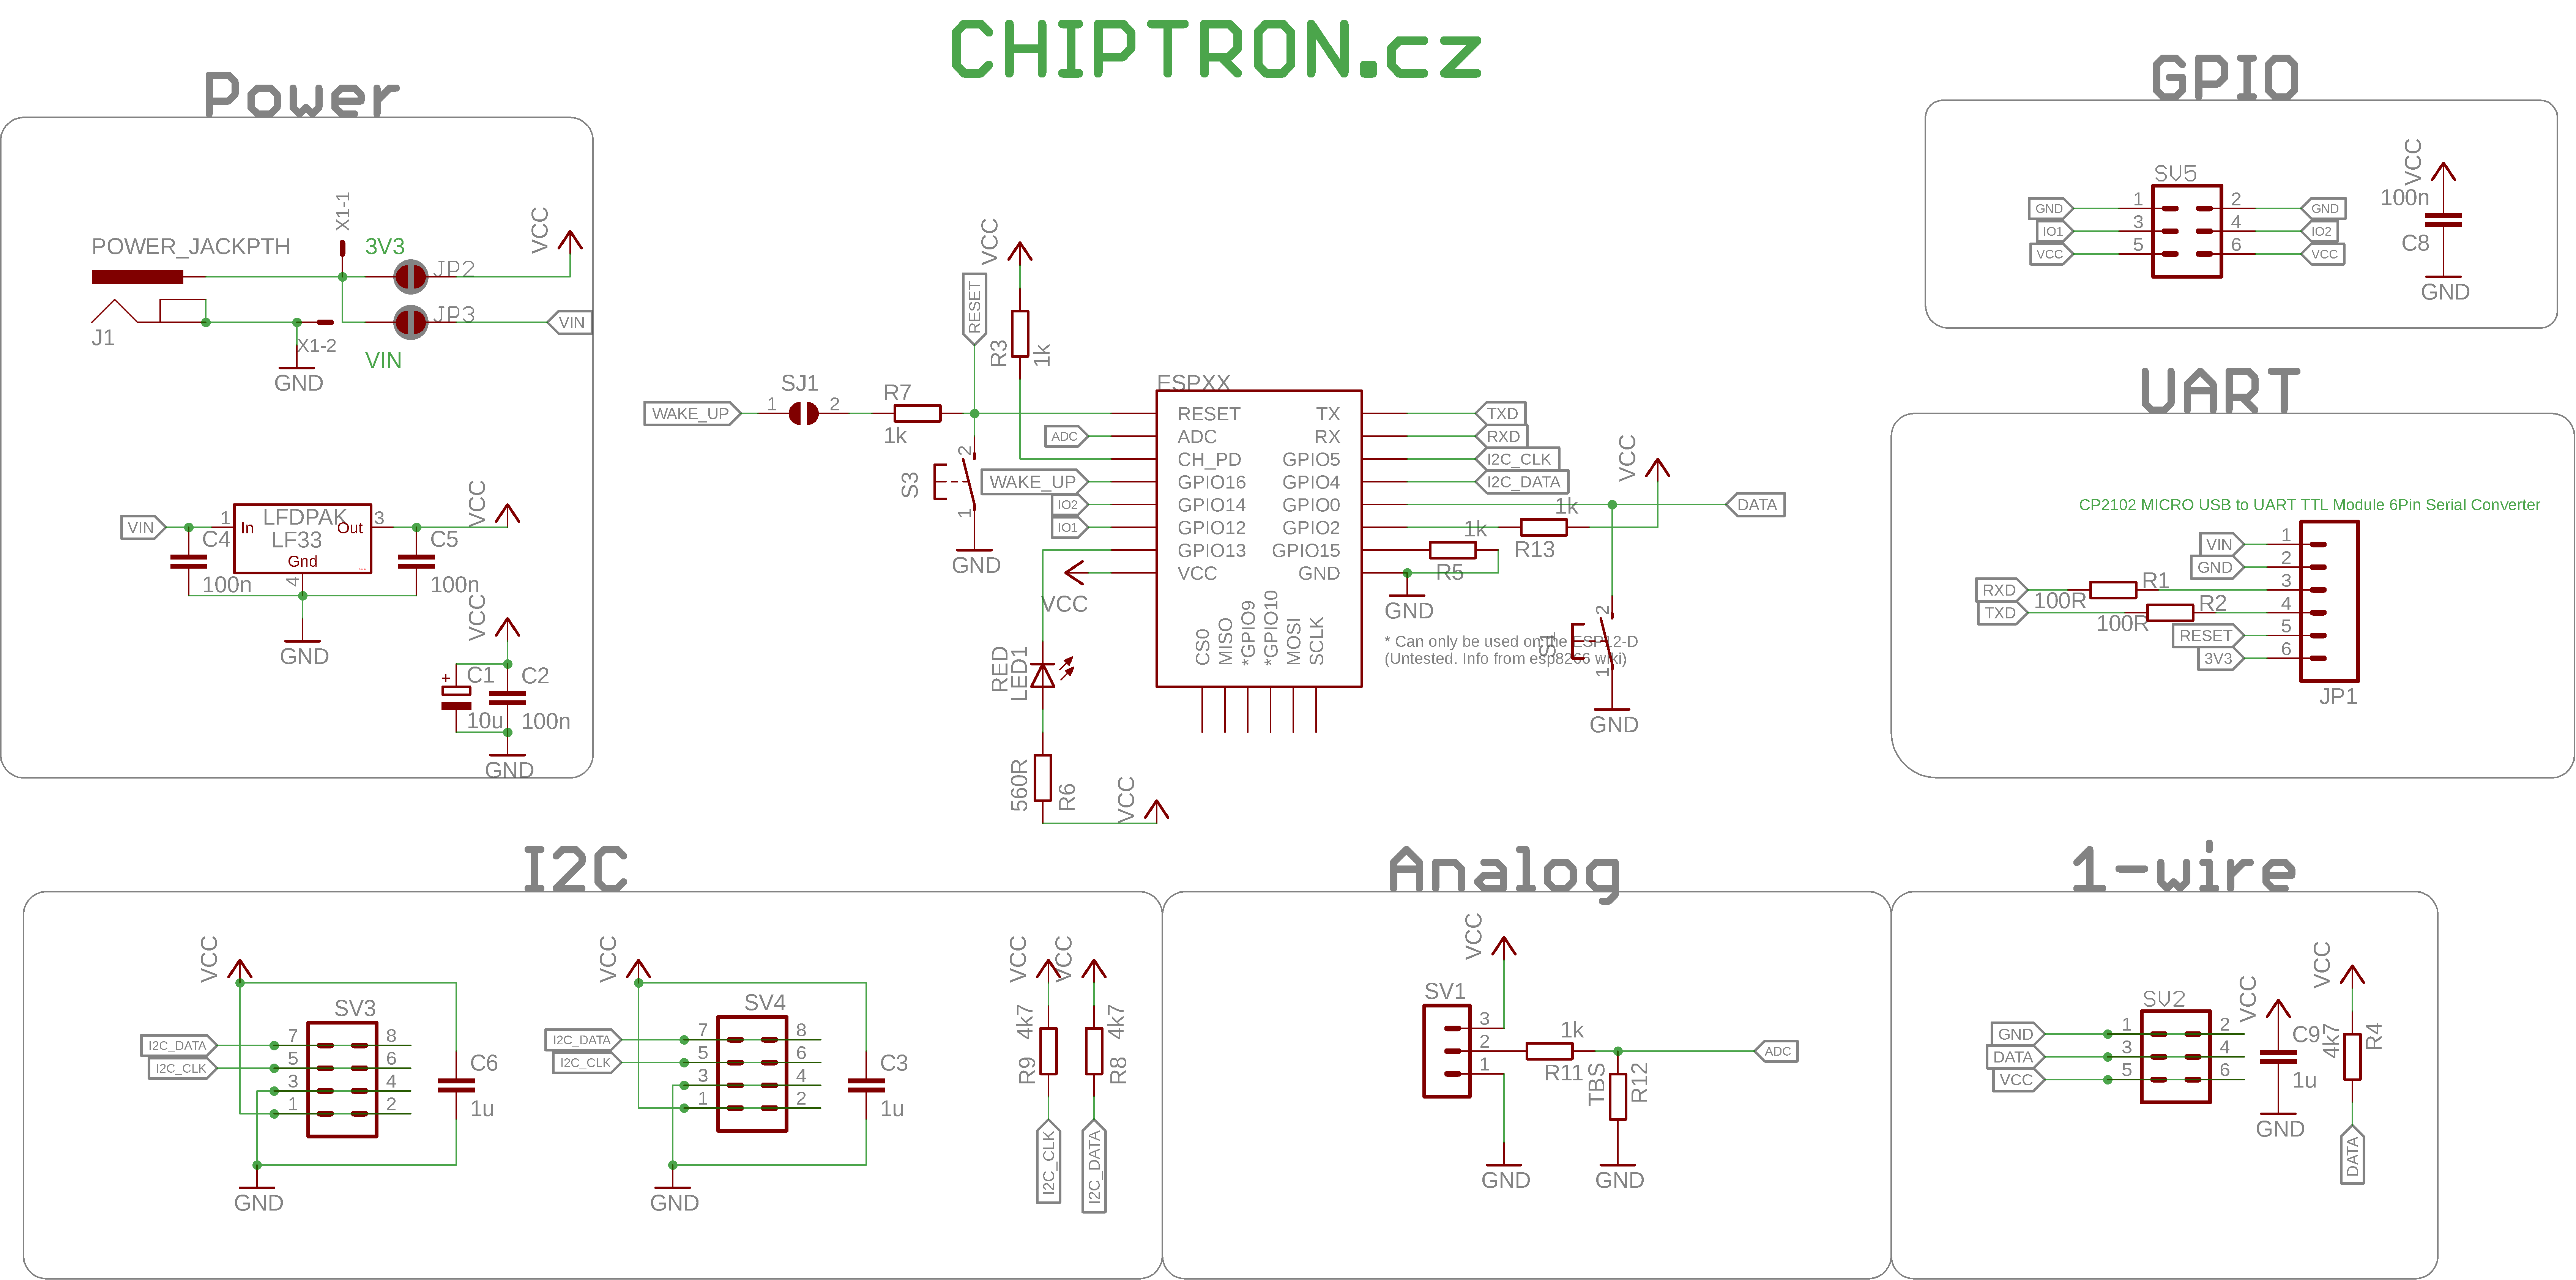 CHIPTRON.cz
Power
X1-1
POWER_JACKPTH
3V3
JP2
VCC
J1
X1-2
JP3
VIN
GND
VIN
VIN
1
In
LFDPAK
LF33
Out
3
Gnd
4
C4
100n
C5
100n
VCC
GND
VCC
+
C1
10u
C2
100n
GND
VCC
RESET
R3
1k
WAKE_UP
1
SJ1
2
R7
1k
ADC
S3
2
1
GND
WAKE_UP
IO2
IO1
VCC
ESPXX
RESET
ADC
CH_PD
GPIO16
GPIO14
GPIO12
GPIO13
VCC
TX
RX
GPIO5
GPIO4
GPIO0
GPIO2
GPIO15
GND
CS0
MISO
*GPIO9
*GPIO10
MOSI
SCLK
TXD
RXD
I2C_CLK
I2C_DATA
VCC
DATA
1k
R13
1k
R5
GND
* Can only be used on the ESP12-D
(Untested. Info from esp8266 wiki)
S1
2
1
GND
RED
LED1
560R
R6
VCC
GPIO
SV5
GND
IO1
VCC
1
3
5
2
4
6
GND
IO2
VCC
VCC
100n
C8
GND
UART
CP2102 MICRO USB to UART TTL Module 6Pin Serial Converter
VIN
GND
RXD
TXD
100R
R1
100R
R2
RESET
3V3
1
2
3
4
5
6
JP1
I2C
VCC
SV3
I2C_DATA
I2C_CLK
7
5
3
1
8
6
4
2
C6
1u
GND
VCC
SV4
I2C_DATA
I2C_CLK
7
5
3
1
8
6
4
2
C3
1u
GND
VCC
VCC
R9
4k7
R8
4k7
I2C_CLK
I2C_DATA
Analog
VCC
SV1
3
2
1
1k
R11
TBS
R12
ADC
GND
GND
1-wire
SV2
GND
DATA
VCC
1
3
5
2
4
6
VCC
C9
1u
GND
VCC
4k7
R4
DATA